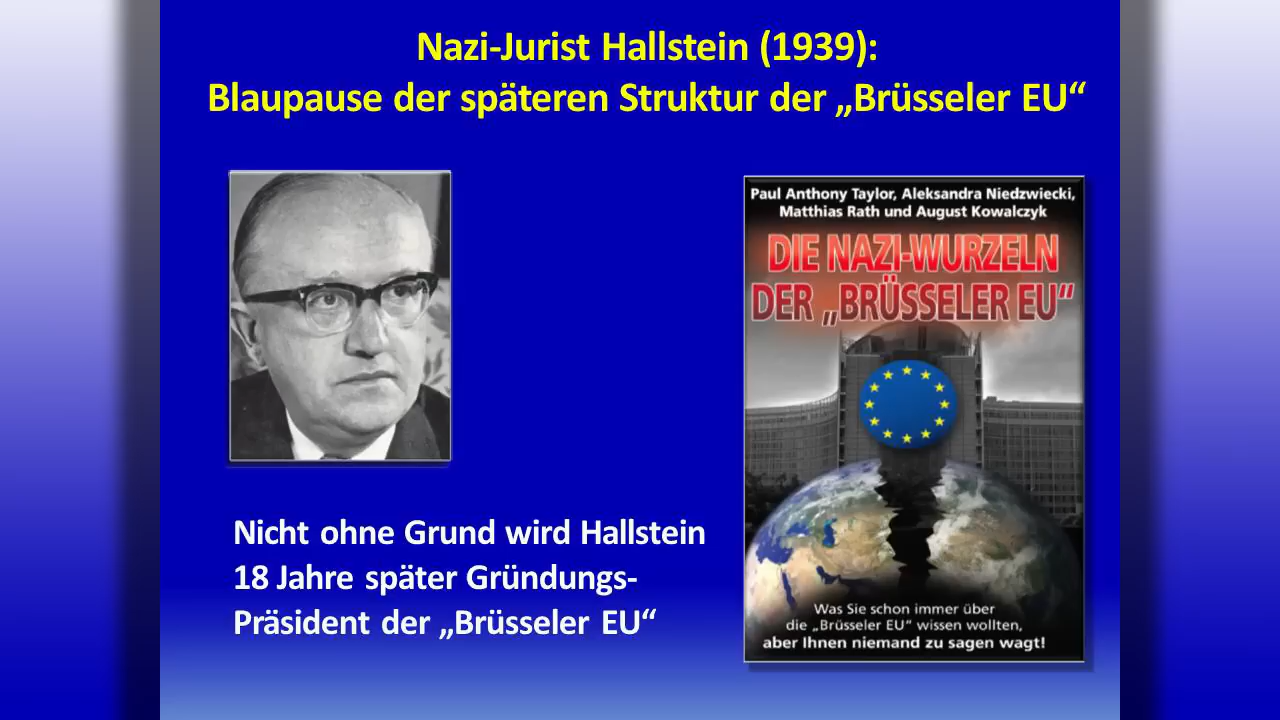 Nazi-Jurist Hallstein (1939):
Blaupause der späteren Struktur der „Brüsseler EU“
Paul Anthony Taylor, Aleksandra Niedzwiecki,
Matthias Rath und August Kowalczyk
DIE NAZI-WURZELN
DER „BRÜSSELER EU“
Was Sie schon immer über
die „Brüsseler EU“ wissen wollten,
aber Ihnen niemand zu sagen wagt!
Nicht ohne Grund wird Hallstein
18 Jahre später Gründungs-
Präsident der „Brüsseler EU“